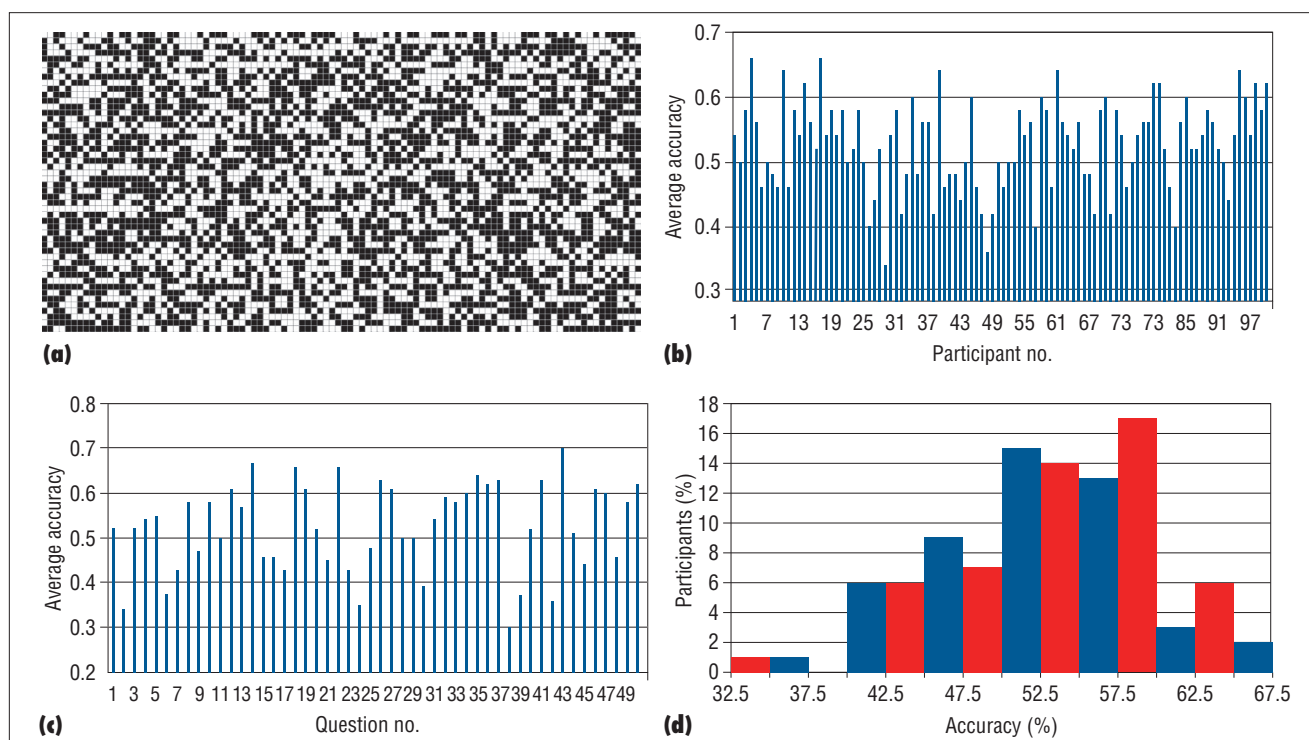 (a)
0.7
0.6
0.5
0.4
0.3
Average accuracy
1 7 13 19 25 31 37 43 49 55 61 67 73 73 85 91 97
Participant no.
(b)
0.8
0.7
0.6
0.5
0.4
0.3
0.2
Average accuracy
1 3 5 7 9 11 13 15 17 19 21 23 25 27 29 31 33 35 37 39 41 43 45 47 49
Question no.
(c)
18
16
14
12
10
8
6
4
2
0
Participants (%)
32.5 37.5 42.5 47.5 52.5 57.5 62.5 67.5
Accuracy (%)
(d)